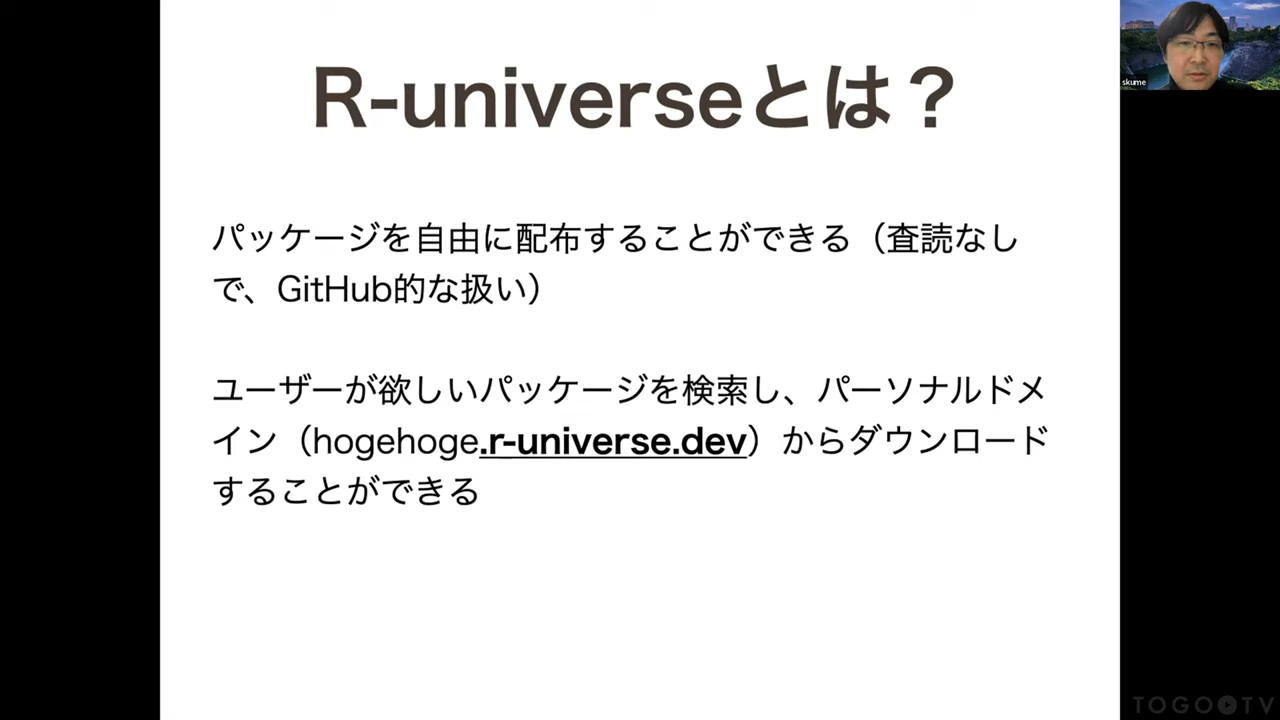 R-universeとは？
パッケージを自由に配布することができる（査読なし
で、GitHub的な扱い）
ユーザーが欲しいパッケージを検索し、パーソナルドメ
イン（hogehoge.r-universe.dev）からダウンロード
することができる
skume
TOGOTV